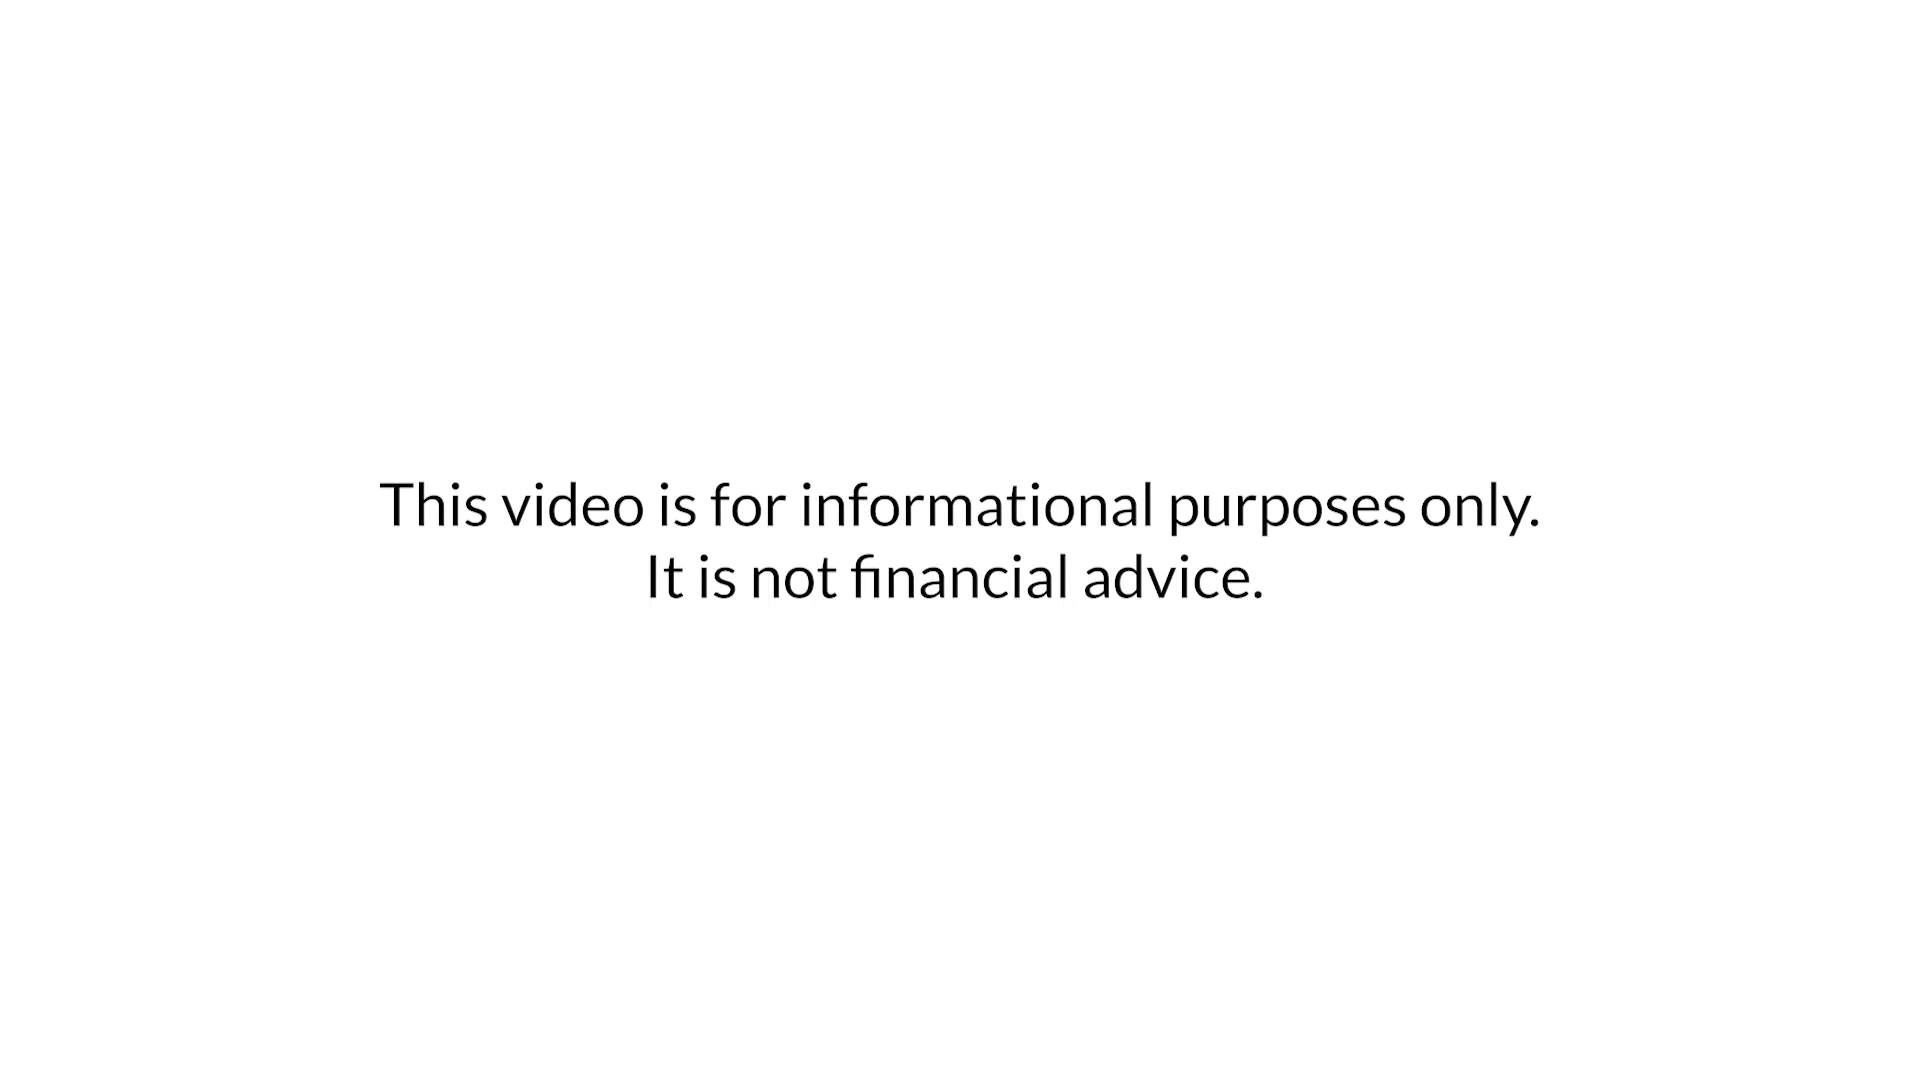 This video is for informational purposes only.
It is not financial advice.